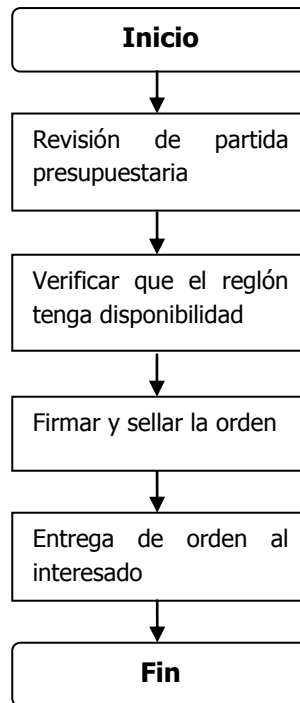 Inicio
Revisión de partida
presupuestaria
Verificar que el reglón
tenga disponibilidad
Firmar y sellar la orden
Entrega de orden al
interesado
Fin